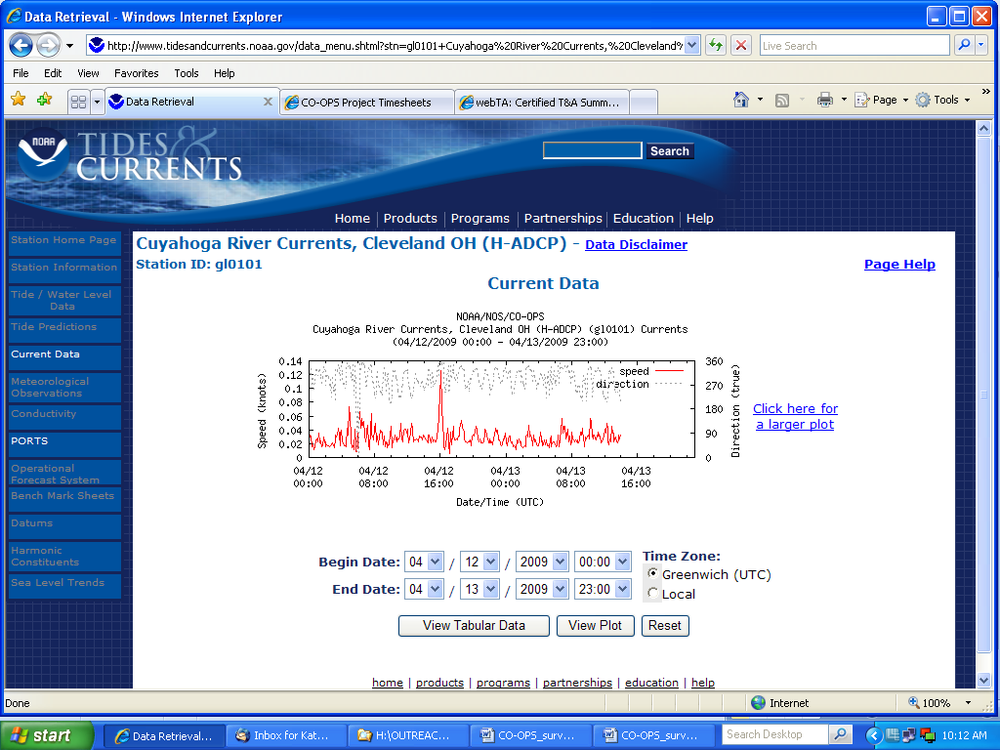 Data Retrieval - Windows Internet Explorer
http://www.tidesandcurrents.noaa.gov/data_menu.shtml?stn=gl0101+Cuyahoga%20River%20Currents,%20Cleveland%
Live Search
File Edit View Favorites Tools Help
Data Retrieval
CO-OPS Project Timesheets
webTA: Certified T&A Summ...
Page Tools »
NOAA
TIDES &
CURRENTS
Search
Home Products Programs Partnerships Education Help
Station Home Page
Station Information
Tide / Water Level
Data
Tide Predictions
Current Data
Meteorological
Observations
Conductivity
PORTS
Operational
Forecast System
Bench Mark Sheets
Datums
Harmonic
Constituents
Sea Level Trends
Cuyahoga River Currents, Cleveland OH (H-ADCP) - Data Disclaimer
Station ID: gl0101
Page Help
Current Data
NOAA/NOS/CO-OPS
Cuyahoga River Currents, Cleveland OH (H-ADCP) (gl0101) Currents
(04/12/2009 00:00 - 04/13/2009 23:00)
speed
direction
Speed (knots)
0.14
0.12
0.1
0.08
0.06
0.04
0.02
0
360
270
180
90
0
Direction (true)
04/12 04/12 04/12 04/13 04/13 04/13
00:00 08:00 16:00 00:00 08:00 16:00
Date/Time (UTC)
Click here for
a larger plot
Begin Date: 04 / 12 / 2009 00:00
End Date: 04 / 13 / 2009 23:00
Time Zone:
Greenwich (UTC)
Local
View Tabular Data View Plot Reset
home | products | programs | partnerships | education | help
Done
Internet
100%
start
Data Retrieval...
Inbox for Kat...
H:\OUTREAC...
CO-OPS_surv...
CO-OPS_surv...
Search Desktop
10:12 AM